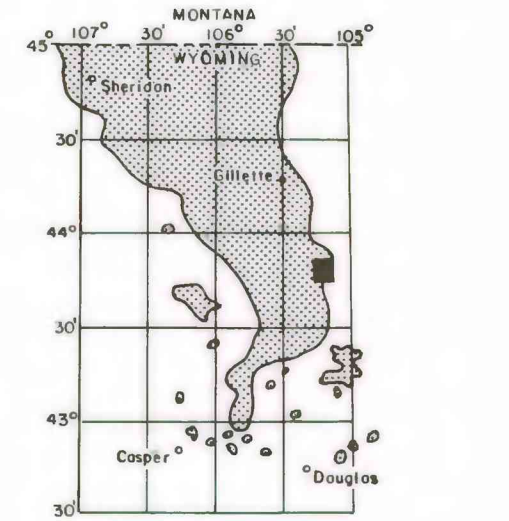 MONTANA
107° 30' 106° 30' 105°
45° WYOMING
Sheridan
30'
Gillette
44°
30'
43°
Casper
Douglas
30'